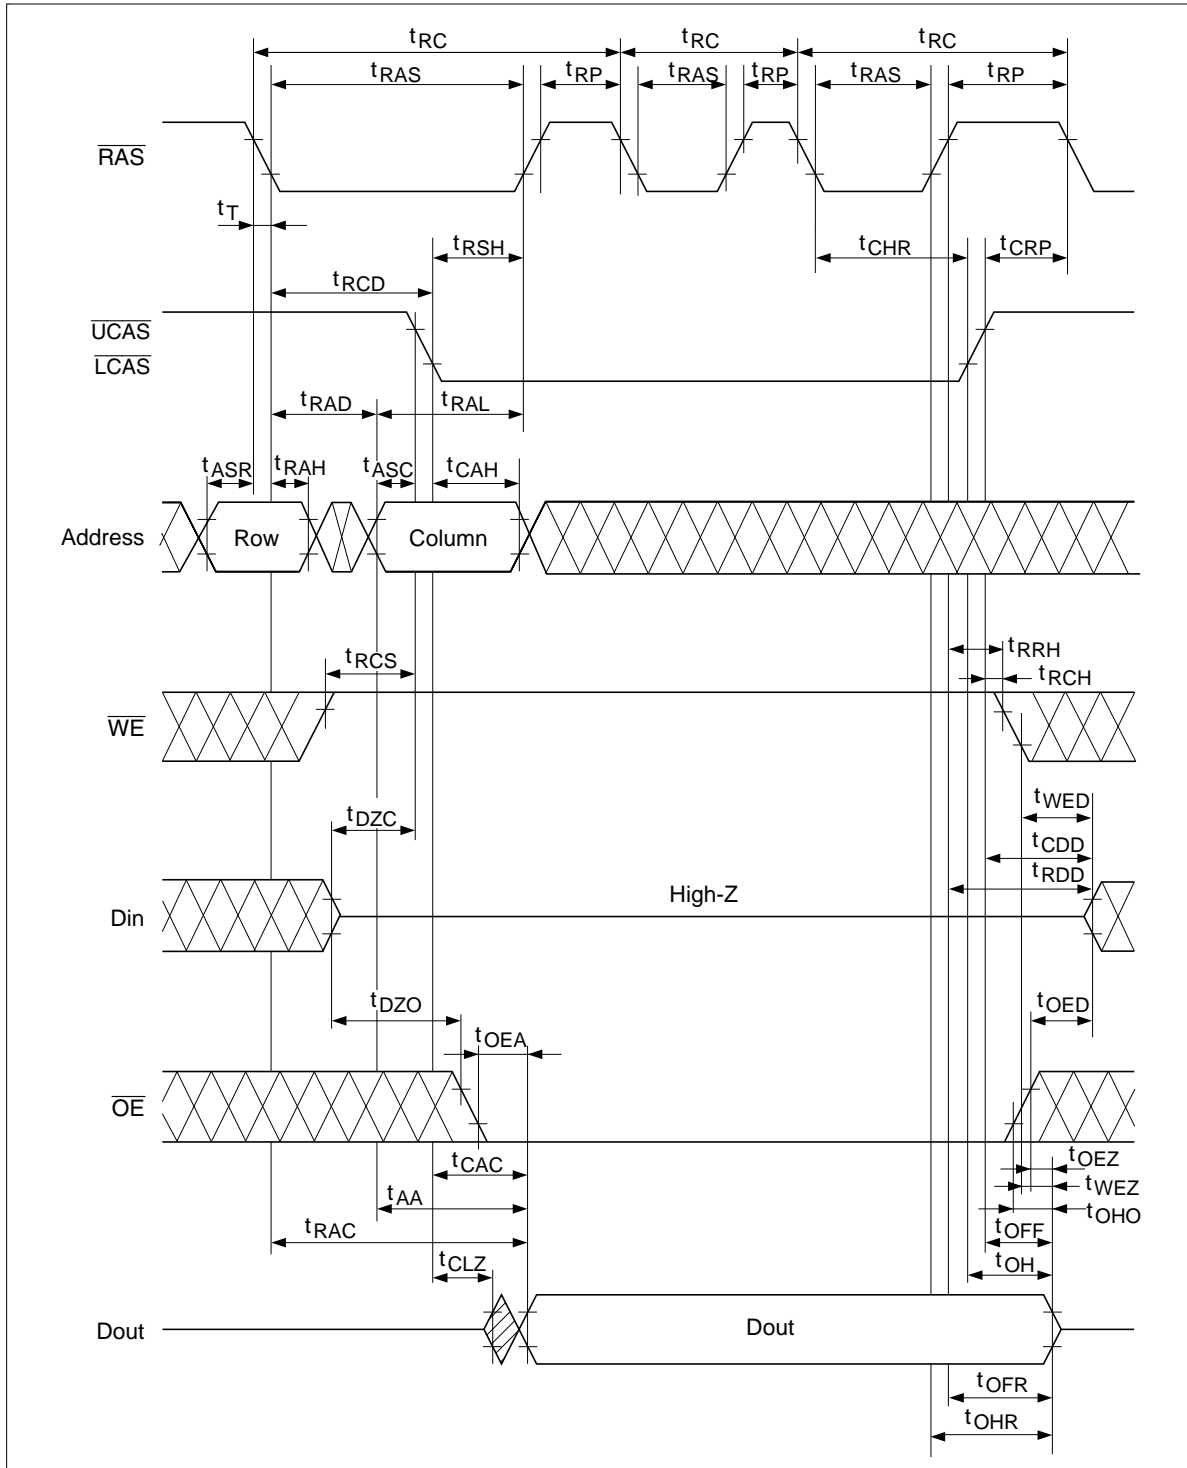 tRC tRC tRC
tRAS tRP tRAS tRP tRAS tRP
RAS
tT
tRSH tCHR tCRP
tRCD
UCAS
LCAS
tRAD tRAL
tASR tRAH tASC tCAH
Address Row Column
tRRH
tRCS tRCH
WE
tWED
tDZC tCDD
tRDD
High-Z
Din
tDZO tOED
tOEA
OE
tCAC tOEZ
tAA tWEZ
tOHO
tRAC tOFF
tCLZ tOH
Dout Dout
tOFR
tOHR